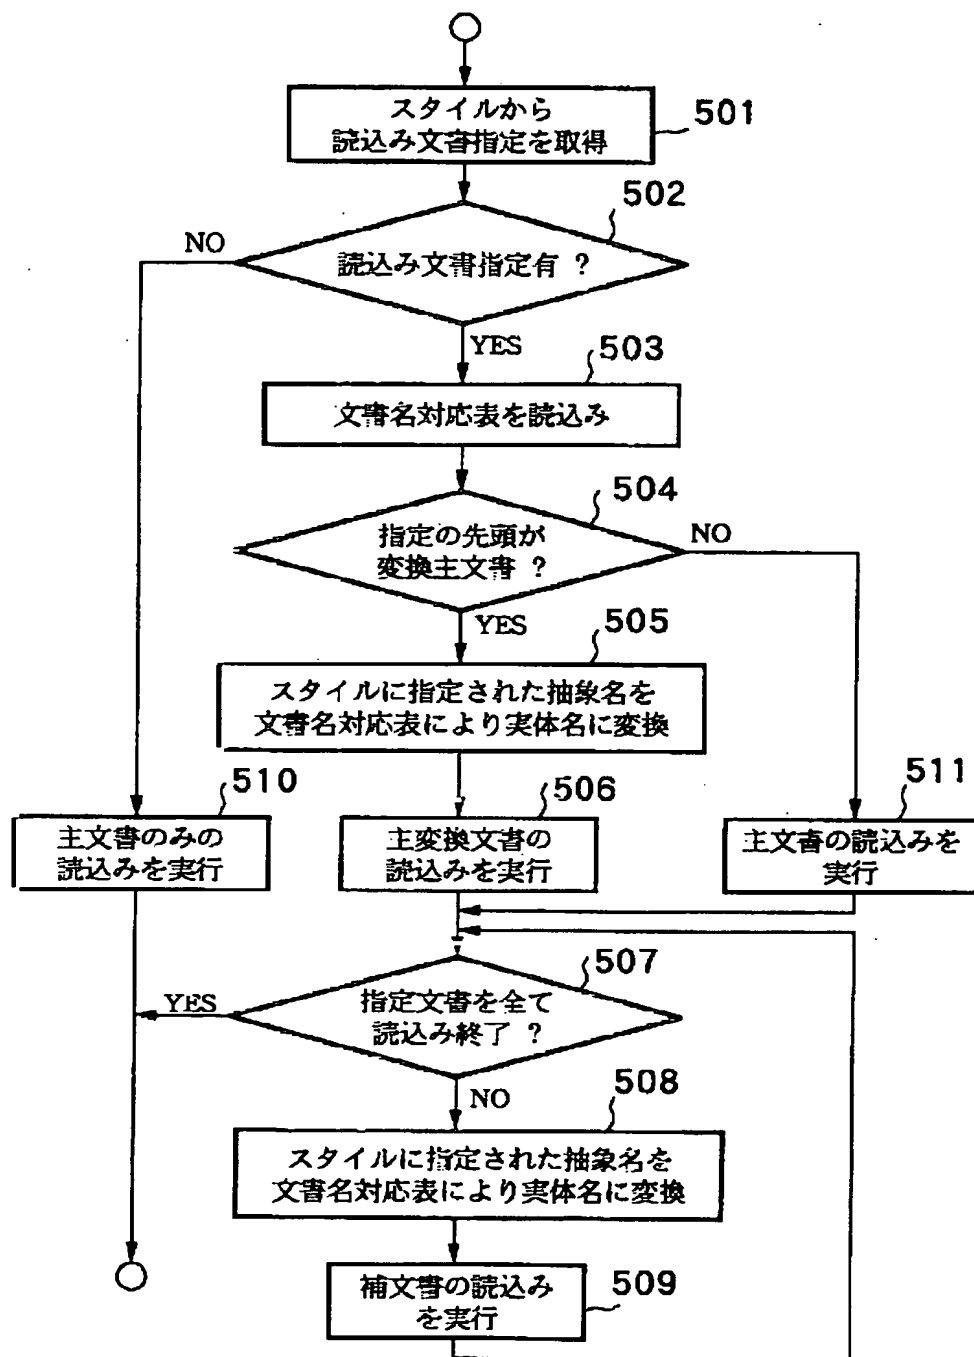 スタイルから
読込み文書指定を取得
501
502
読込み文書指定有 ?
NO
YES
503
文書名対応表を読込み
504
指定の先頭が
変換主文書 ?
NO
YES
505
スタイルに指定された抽象名を
文書名対応表により実体名に変換
510
主文書のみの
読込みを実行
506
主変換文書の
読込みを実行
511
主文書の読込みを
実行
507
指定文書を全て
読込み終了 ?
YES
NO
508
スタイルに指定された抽象名を
文書名対応表により実体名に変換
補文書の読込み
を実行
509